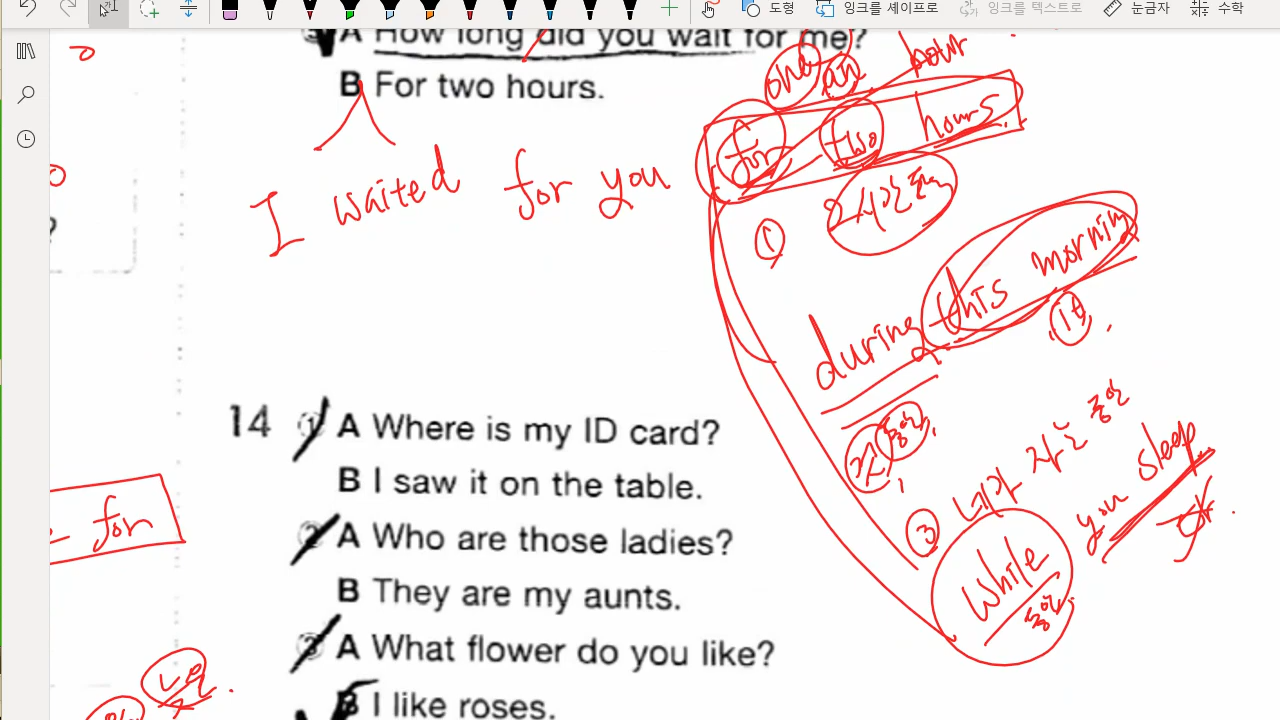 도형
잉크를 셰이프로
잉크를 텍스트로
눈금자
수학
A How long did you wait for me?
B For two hours.
one an hour
for two hours
I waited for you
2시간 동안
①
during this morning
동안
14 ① A Where is my ID card?
B I saw it on the table.
② A Who are those ladies?
B They are my aunts.
③ A What flower do you like?
B I like roses.
③ 네가 자는 동안
you sleep
while
동안
for